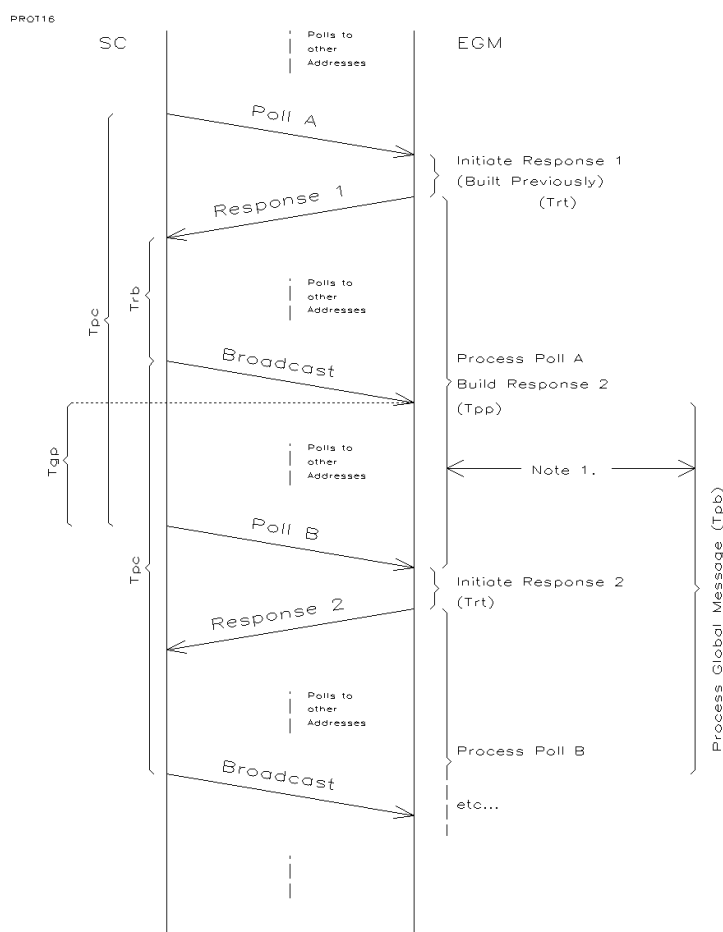 PROT16
SC
EGM
Polls to
other
Addresses
Poll A
Initiate Response 1
(Built Previously)
(Trt)
Response 1
Tpc
Trb
Polls to
other
Addresses
Broadcast
Process Poll A
Build Response 2
(Tpp)
Tgp
Polls to
other
Addresses
Note 1.
Poll B
Tpc
Initiate Response 2
(Trt)
Response 2
Process Global Message (Tpb)
Polls to
other
Addresses
Process Poll B
Broadcast
etc...